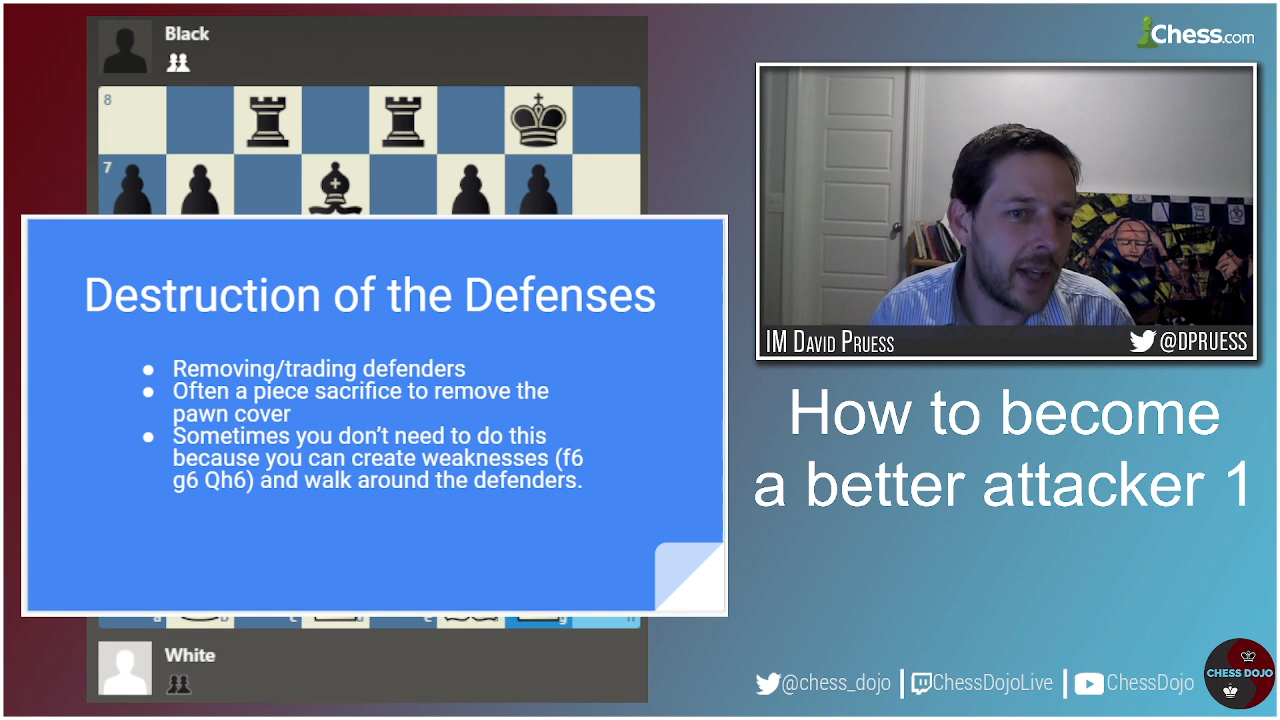 Black
8
7
Destruction of the Defenses
● Removing/trading defenders
● Often a piece sacrifice to remove the
pawn cover
● Sometimes you don't need to do this
because you can create weaknesses (f6
g6 Qh6) and walk around the defenders.
White
Chess.com
IM DAVID PRUESS
@DPRUESS
How to become
a better attacker 1
@chess_dojo | ChessDojoLive | ChessDojo
CHESS DOJO